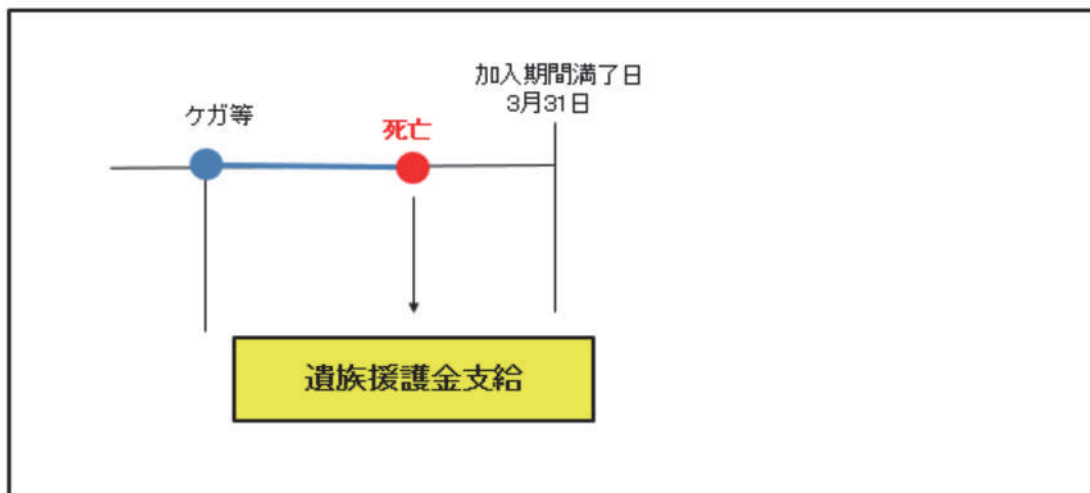 加入期間満了日
3月31日
ケガ等
死亡
遺族援護金支給